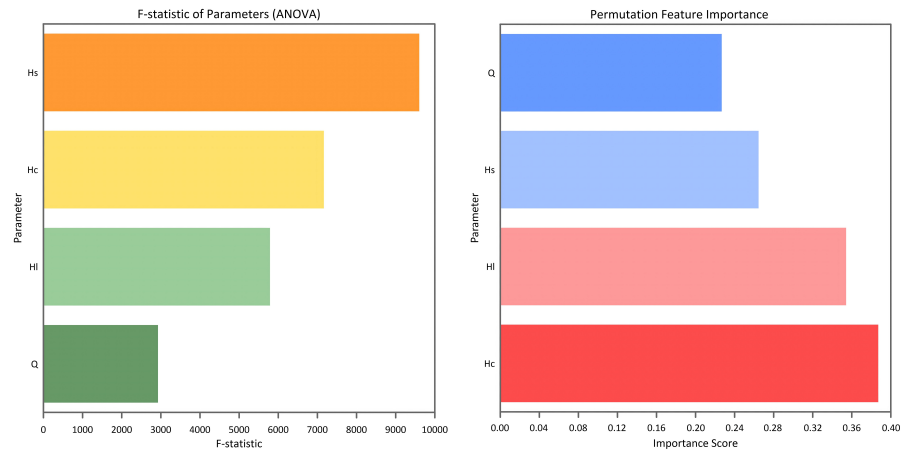 F-statistic of Parameters (ANOVA)
Hs
Hc
Hl
Q
Parameter
0 1000 2000 3000 4000 5000 6000 7000 8000 9000 10000
F-statistic
Permutation Feature Importance
Q
Hs
Hl
Hc
Parameter
0.00 0.04 0.08 0.12 0.16 0.20 0.24 0.28 0.32 0.36 0.40
Importance Score